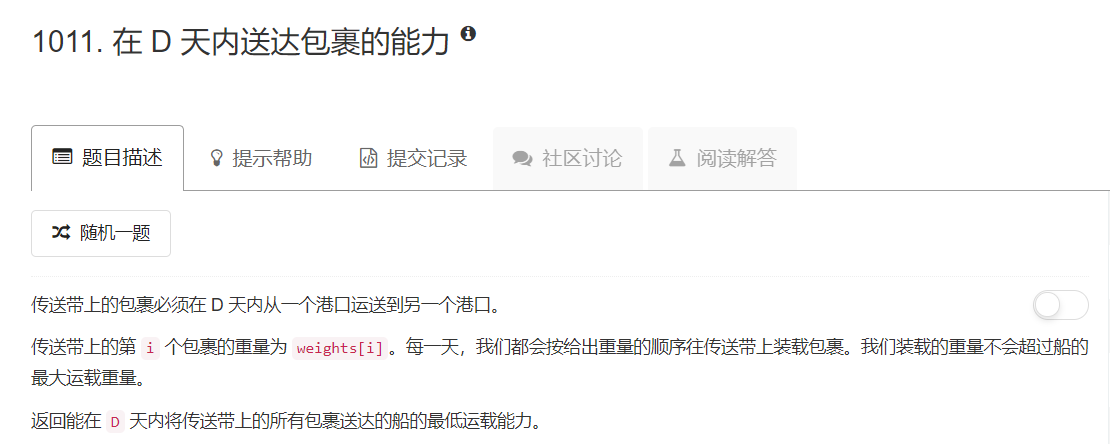 1011. 在 D 天内送达包裹的能力
题目描述 提示帮助 提交记录 社区讨论 阅读解答
随机一题
传送带上的包裹必须在 D 天内从一个港口运送到另一个港口。
传送带上的第 i 个包裹的重量为 weights[i]。每一天，我们都会按给出重量的顺序往传送带上装载包裹。我们装载的重量不会超过船的
最大运载重量。
返回能在 D 天内将传送带上的所有包裹送达的船的最低运载能力。